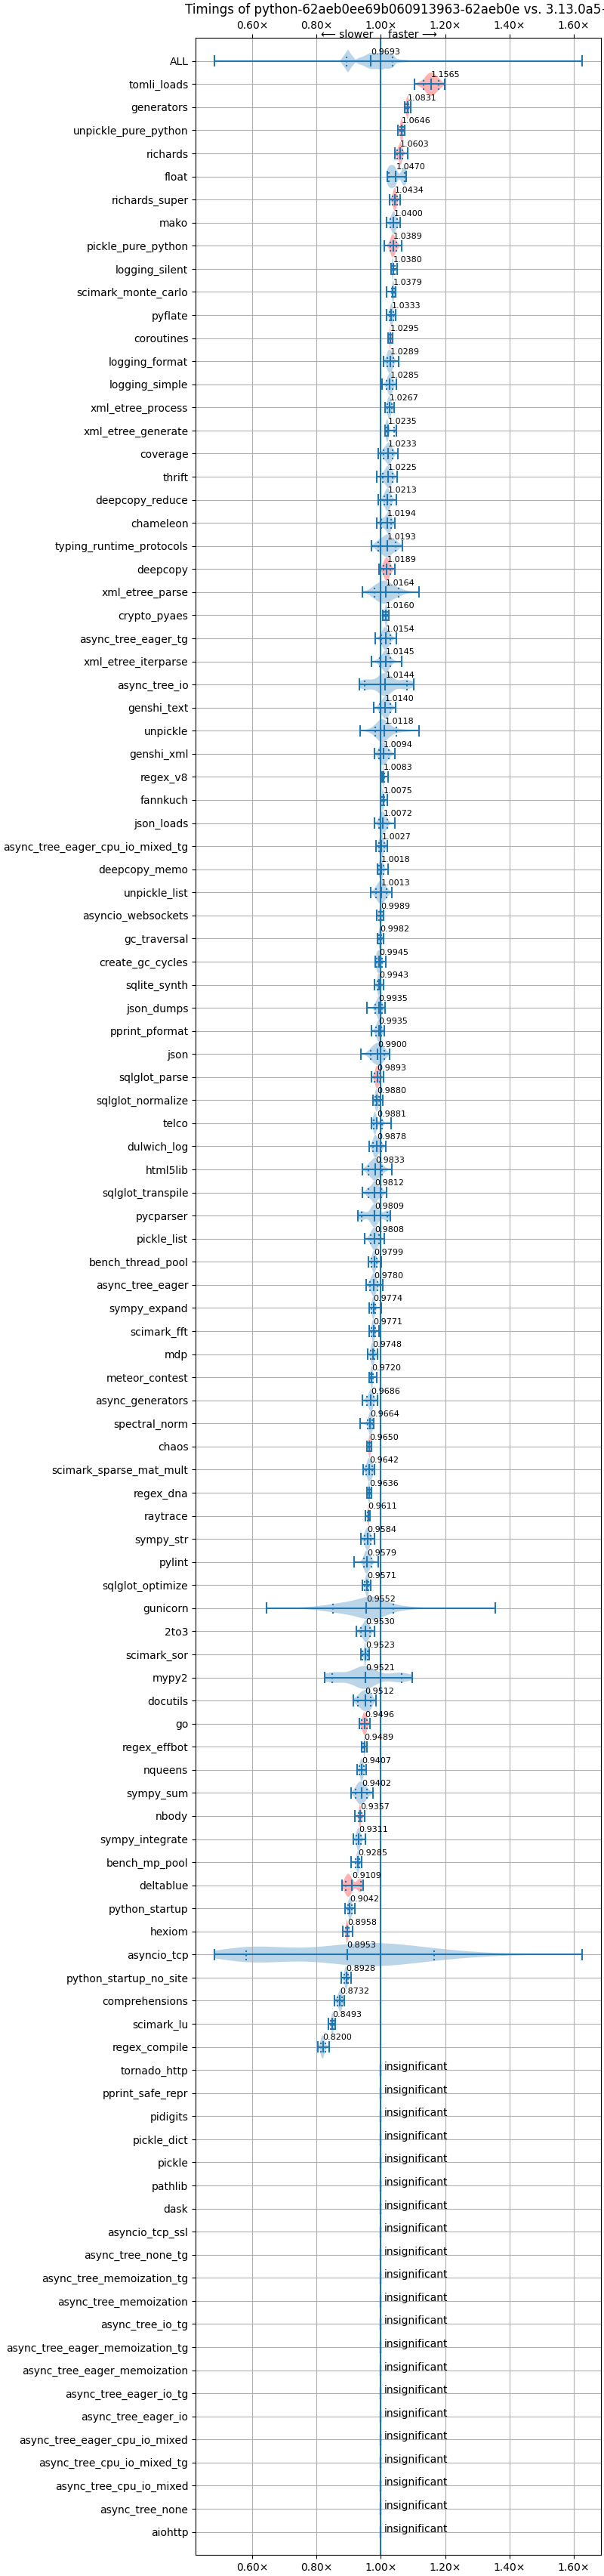 Timings of python-62aeb0ee69b060913963-62aeb0e vs. 3.13.0a5-
0.60× 0.80× 1.00× 1.20× 1.40× 1.60×
⟵ slower faster ⟶
ALL 0.9693
tomli_loads 1.1565
generators 1.0831
unpickle_pure_python 1.0646
richards 1.0603
float 1.0470
richards_super 1.0434
mako 1.0400
pickle_pure_python 1.0389
logging_silent 1.0380
scimark_monte_carlo 1.0379
pyflate 1.0333
coroutines 1.0295
logging_format 1.0289
logging_simple 1.0285
xml_etree_process 1.0267
xml_etree_generate 1.0235
coverage 1.0233
thrift 1.0225
deepcopy_reduce 1.0213
chameleon 1.0194
typing_runtime_protocols 1.0193
deepcopy 1.0189
xml_etree_parse 1.0164
crypto_pyaes 1.0160
async_tree_eager_tg 1.0154
xml_etree_iterparse 1.0145
async_tree_io 1.0144
genshi_text 1.0140
unpickle 1.0118
genshi_xml 1.0094
regex_v8 1.0083
fannkuch 1.0075
json_loads 1.0072
async_tree_eager_cpu_io_mixed_tg 1.0027
deepcopy_memo 1.0018
unpickle_list 1.0013
asyncio_websockets 0.9989
gc_traversal 0.9982
create_gc_cycles 0.9945
sqlite_synth 0.9943
json_dumps 0.9935
pprint_pformat 0.9935
json 0.9900
sqlglot_parse 0.9893
sqlglot_normalize 0.9880
telco 0.9881
dulwich_log 0.9878
html5lib 0.9833
sqlglot_transpile 0.9812
pycparser 0.9809
pickle_list 0.9808
bench_thread_pool 0.9799
async_tree_eager 0.9780
sympy_expand 0.9774
scimark_fft 0.9771
mdp 0.9748
meteor_contest 0.9720
async_generators 0.9686
spectral_norm 0.9664
chaos 0.9650
scimark_sparse_mat_mult 0.9642
regex_dna 0.9636
raytrace 0.9611
sympy_str 0.9584
pylint 0.9579
sqlglot_optimize 0.9571
gunicorn 0.9552
2to3 0.9530
scimark_sor 0.9523
mypy2 0.9521
docutils 0.9512
go 0.9496
regex_effbot 0.9489
nqueens 0.9407
sympy_sum 0.9402
nbody 0.9357
sympy_integrate 0.9311
bench_mp_pool 0.9285
deltablue 0.9109
python_startup 0.9042
hexiom 0.8958
asyncio_tcp 0.8953
python_startup_no_site 0.8928
comprehensions 0.8732
scimark_lu 0.8493
regex_compile 0.8200
tornado_http insignificant
pprint_safe_repr insignificant
pidigits insignificant
pickle_dict insignificant
pickle insignificant
pathlib insignificant
dask insignificant
asyncio_tcp_ssl insignificant
async_tree_none_tg insignificant
async_tree_memoization_tg insignificant
async_tree_memoization insignificant
async_tree_io_tg insignificant
async_tree_eager_memoization_tg insignificant
async_tree_eager_memoization insignificant
async_tree_eager_io_tg insignificant
async_tree_eager_io insignificant
async_tree_eager_cpu_io_mixed insignificant
async_tree_cpu_io_mixed_tg insignificant
async_tree_cpu_io_mixed insignificant
async_tree_none insignificant
aiohttp insignificant
0.60× 0.80× 1.00× 1.20× 1.40× 1.60×